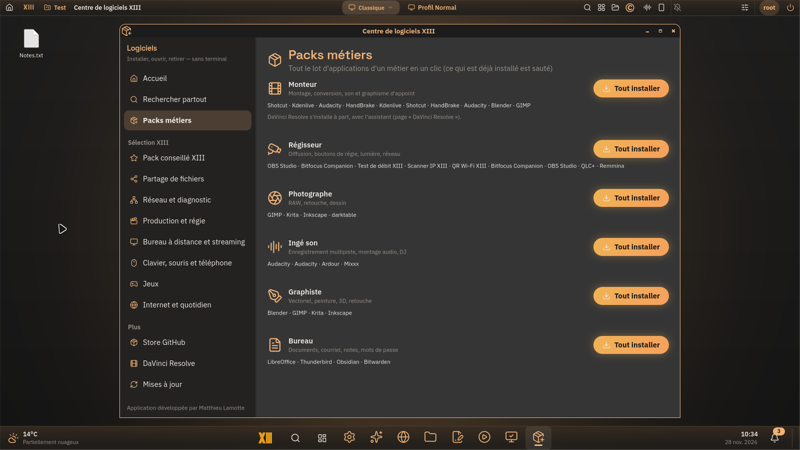 XIII Test Centre de logiciels XIII Classique Profil Normal root
Notes.txt
Centre de logiciels XIII
Logiciels
Installer, ouvrir, retirer — sans terminal
Accueil
Rechercher partout
Packs métiers
Sélection XIII
Pack conseillé XIII
Partage de fichiers
Réseau et diagnostic
Production et régie
Bureau à distance et streaming
Clavier, souris et téléphone
Jeux
Internet et quotidien
Plus
Store GitHub
DaVinci Resolve
Mises à jour
Application développée par Matthieu Lamotte
Packs métiers
Tout le lot d'applications d'un métier en un clic (ce qui est déjà installé est sauté)
Monteur
Montage, conversion, son et graphisme d'appoint
Tout installer
Shotcut · Kdenlive · Audacity · HandBrake · Kdenlive · Shotcut · HandBrake · Audacity · Blender · GIMP
DaVinci Resolve s'installe à part, avec l'assistant (page « DaVinci Resolve »).
Régisseur
Diffusion, boutons de régie, lumière, réseau
Tout installer
OBS Studio · Bitfocus Companion · Test de débit XIII · Scanner IP XIII · QR Wi-Fi XIII · Bitfocus Companion · OBS Studio · QLC+ · Remmina
Photographe
RAW, retouche, dessin
Tout installer
GIMP · Krita · Inkscape · darktable
Ingé son
Enregistrement multipiste, montage audio, DJ
Tout installer
Audacity · Audacity · Ardour · Mixxx
Graphiste
Vectoriel, peinture, 3D, retouche
Tout installer
Blender · GIMP · Krita · Inkscape
Bureau
Documents, courriel, notes, mots de passe
Tout installer
LibreOffice · Thunderbird · Obsidian · Bitwarden
14°C
Partiellement nuageux
XIII
10:34
28 nov. 2026
3